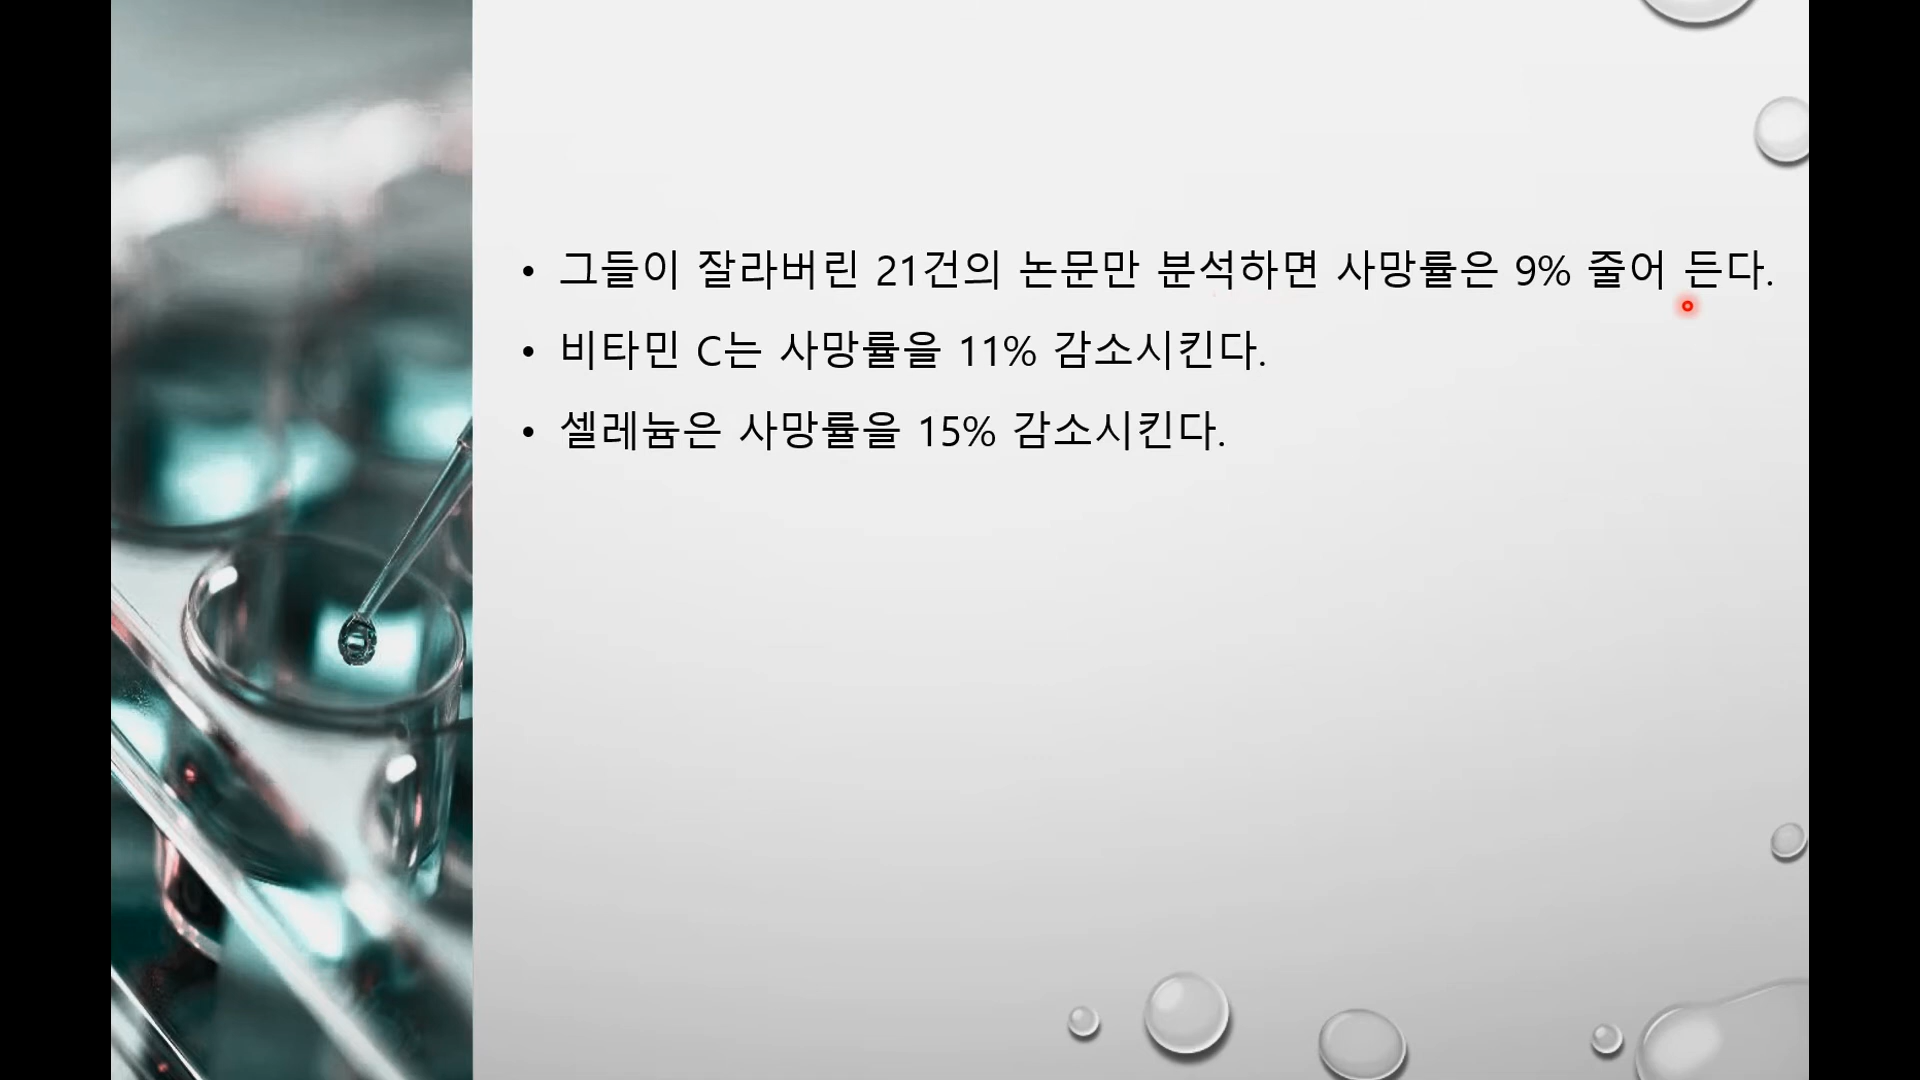 • 그들이 잘라버린 21건의 논문만 분석하면 사망률은 9% 줄어 든다.
• 비타민 C는 사망률을 11% 감소시킨다.
• 셀레늄은 사망률을 15% 감소시킨다.